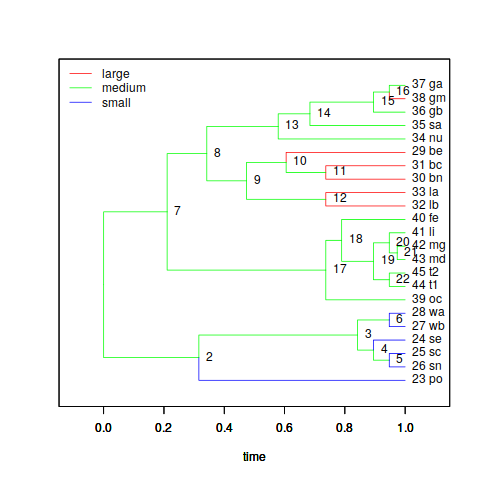 large
medium
small
37 ga
16
38 gm
15
36 gb
14
35 sa
13
34 nu
8
29 be
10
31 bc
11
30 bn
9
33 la
12
32 lb
40 fe
7
41 li
18
20
42 mg
21
19
43 md
17
45 t2
22
44 t1
39 oc
28 wa
6
27 wb
3
24 se
4
25 sc
2
5
26 sn
23 po
0.0 0.2 0.4 0.6 0.8 1.0
time